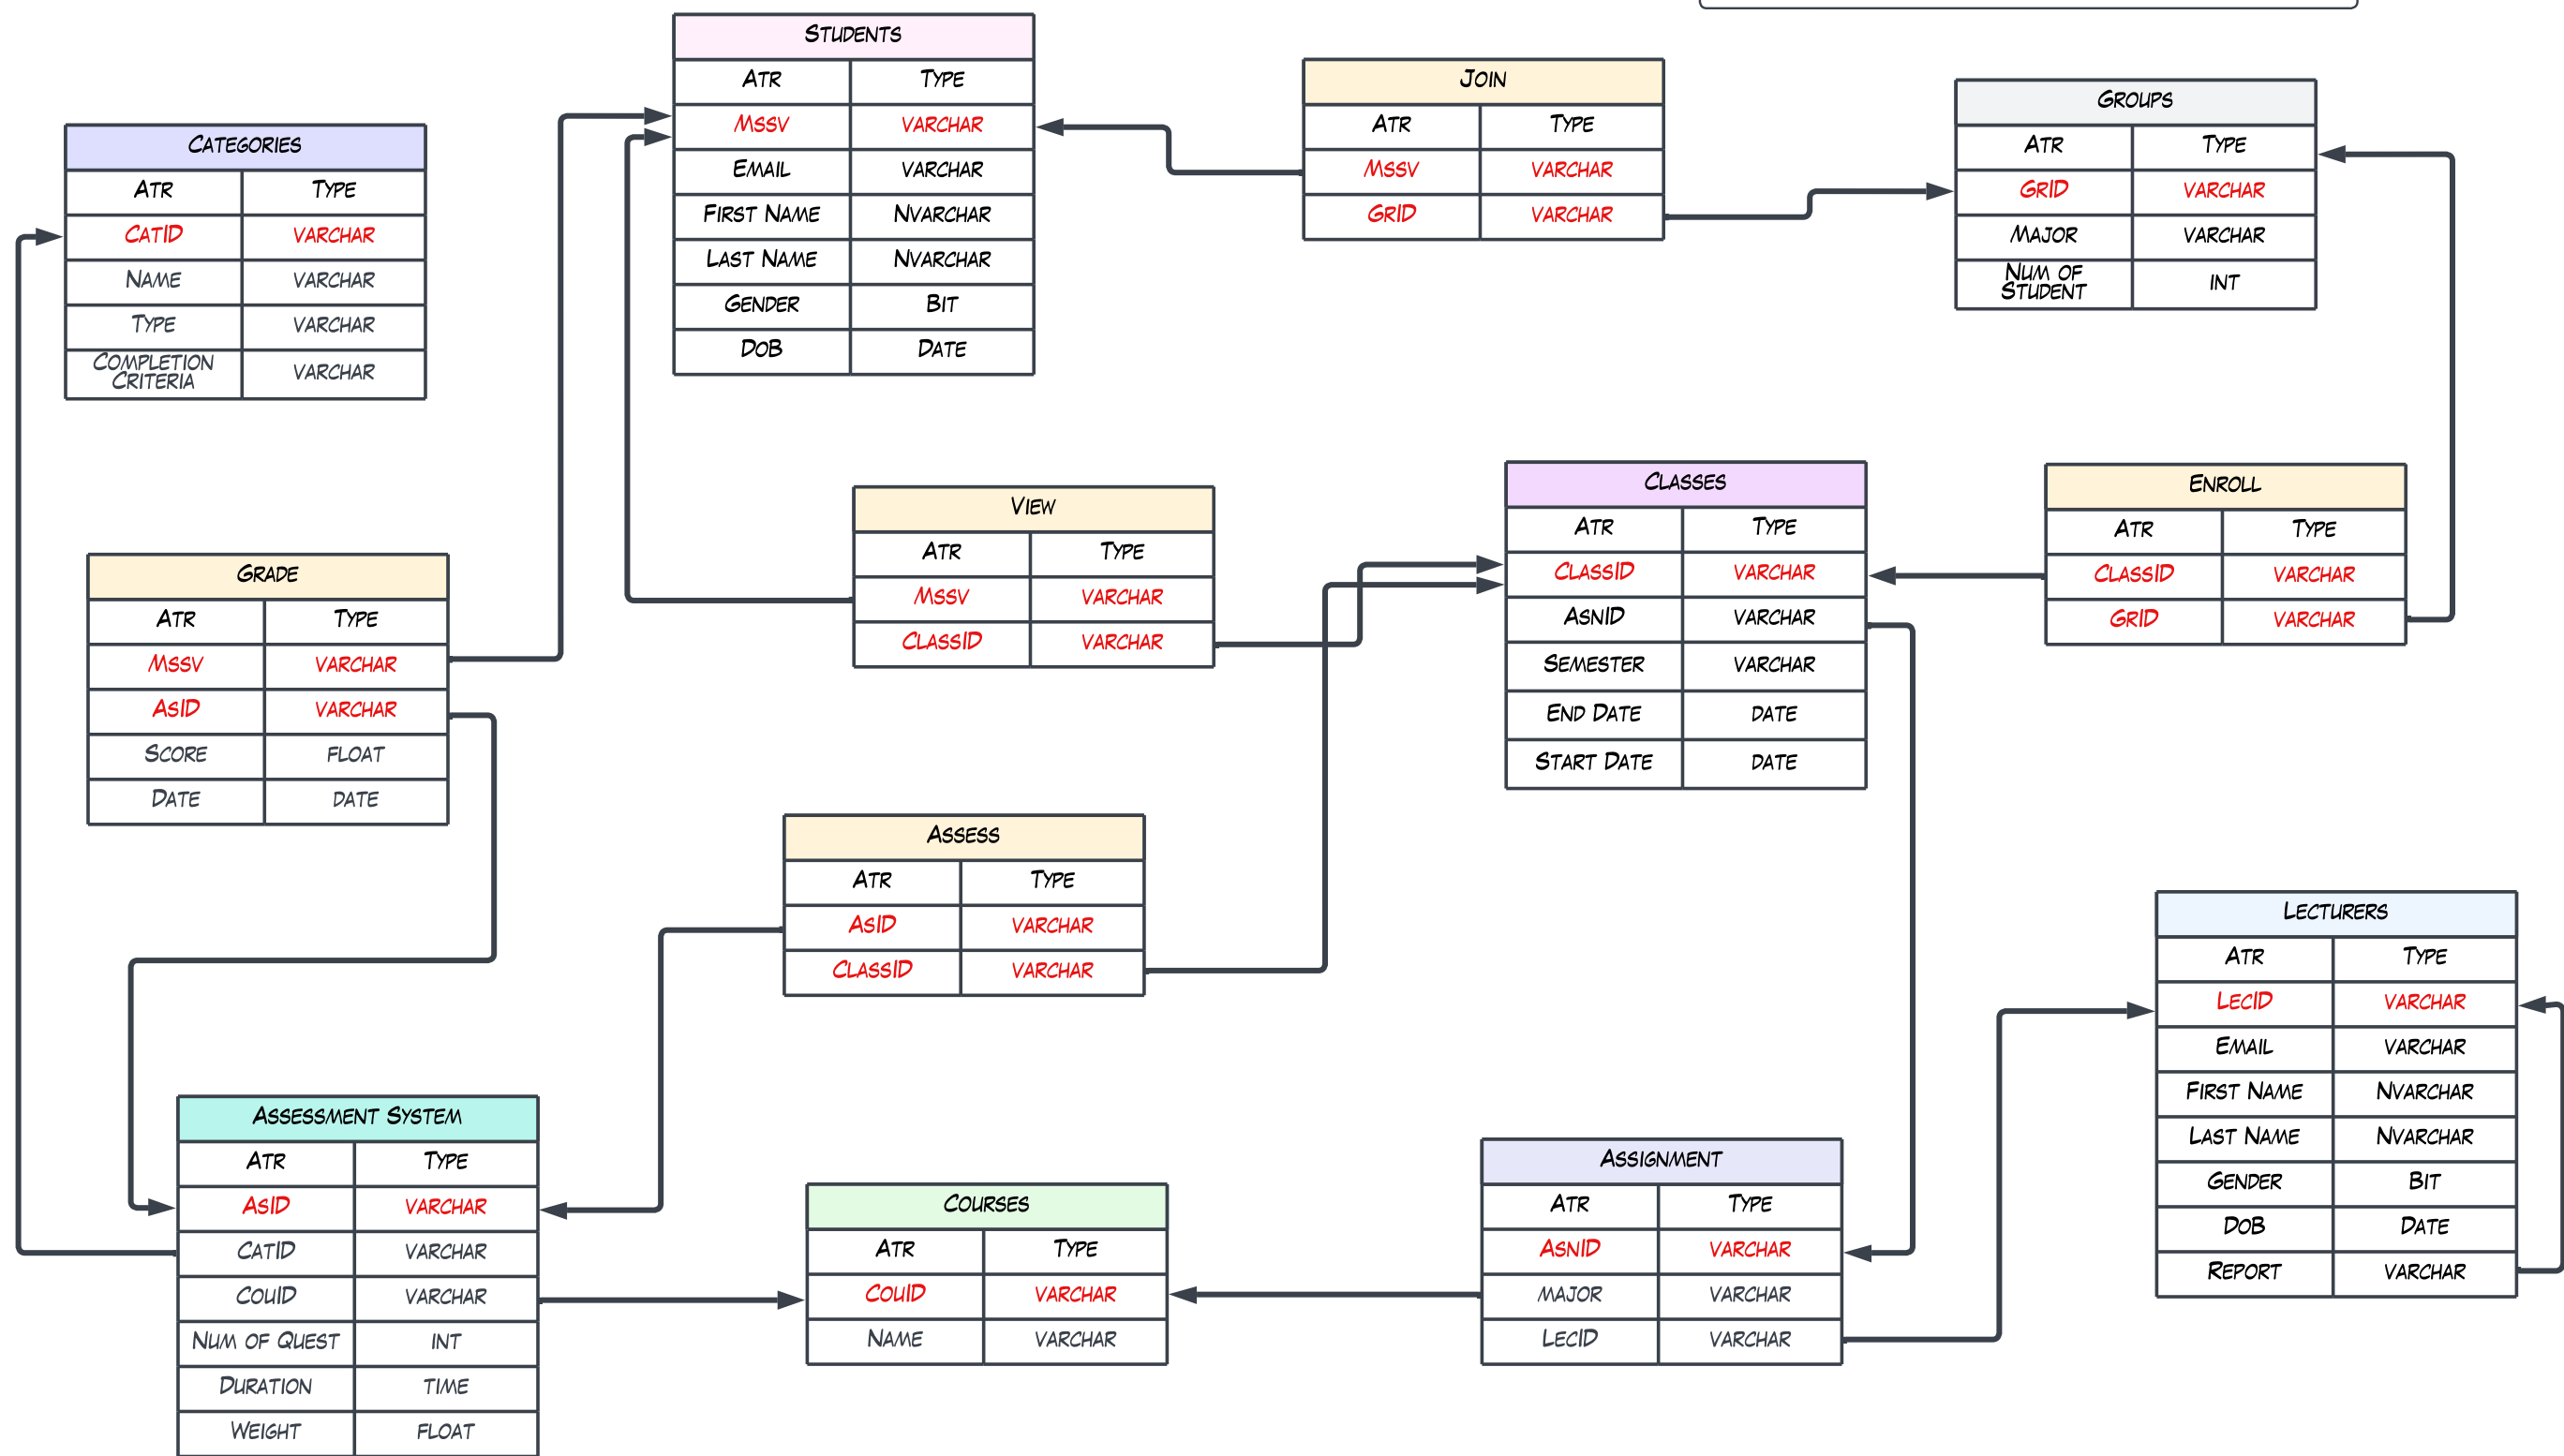 Students
Atr Type
Mssv varchar
Email varchar
First Name Nvarchar
Last Name Nvarchar
Gender Bit
DoB Date
Join
Atr Type
Mssv varchar
GrID varchar
Groups
Atr Type
GrID varchar
Major varchar
Num of
Student int
Categories
Atr Type
CatID varchar
Name varchar
Type varchar
Completion
Criteria varchar
View
Atr Type
Mssv varchar
ClassID varchar
Classes
Atr Type
ClassID varchar
AsnID varchar
Semester varchar
End Date date
Start Date date
Enroll
Atr Type
ClassID varchar
GrID varchar
Grade
Atr Type
Mssv varchar
AsID varchar
Score float
Date date
Assess
Atr Type
AsID varchar
ClassID varchar
Lecturers
Atr Type
LecID varchar
Email varchar
First Name Nvarchar
Last Name Nvarchar
Gender Bit
DoB Date
Report varchar
Assessment System
Atr Type
AsID varchar
CatID varchar
CouID varchar
Num of Quest int
Duration time
Weight float
Courses
Atr Type
CouID varchar
Name varchar
Assignment
Atr Type
AsnID varchar
major varchar
LecID varchar